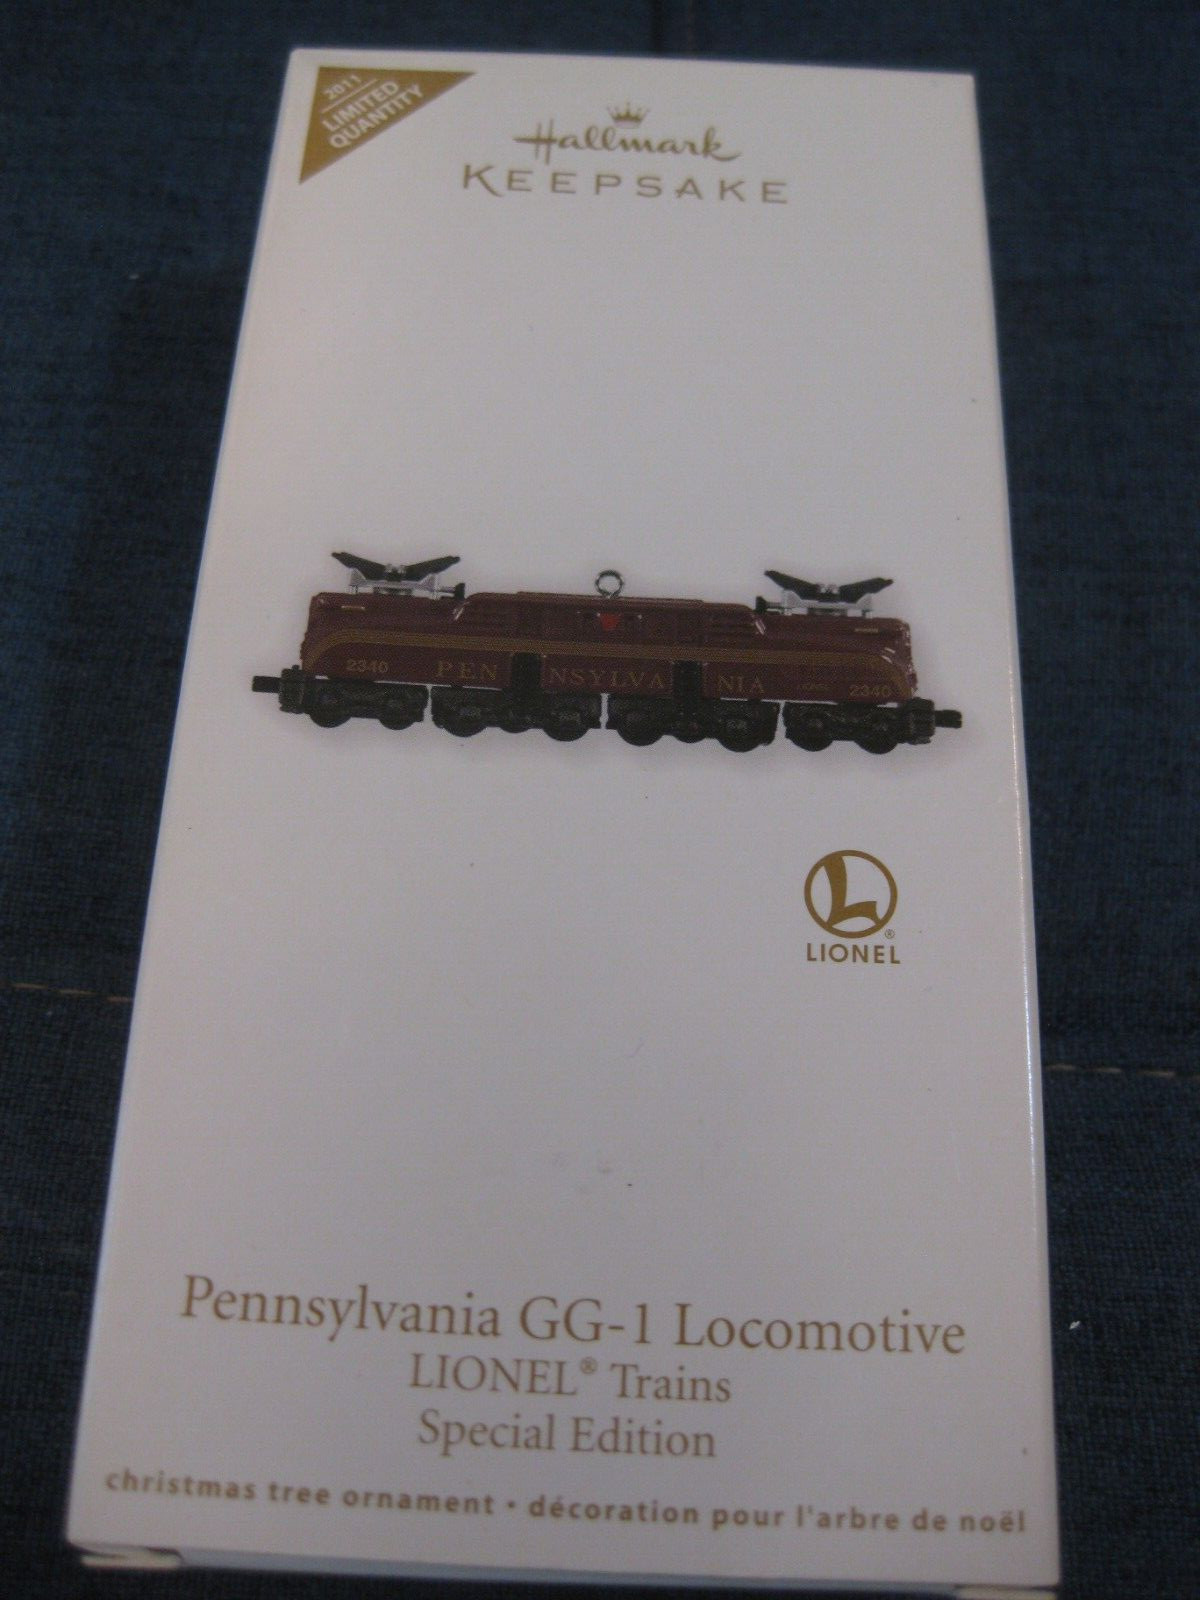 2011
LIMITED
QUANTITY
Hallmark
KEEPSAKE
2340 PEN NSYLVA NIA 2340
L
®
LIONEL
Pennsylvania GG-1 Locomotive
LIONEL® Trains
Special Edition
christmas tree ornament • décoration pour l'arbre de noël